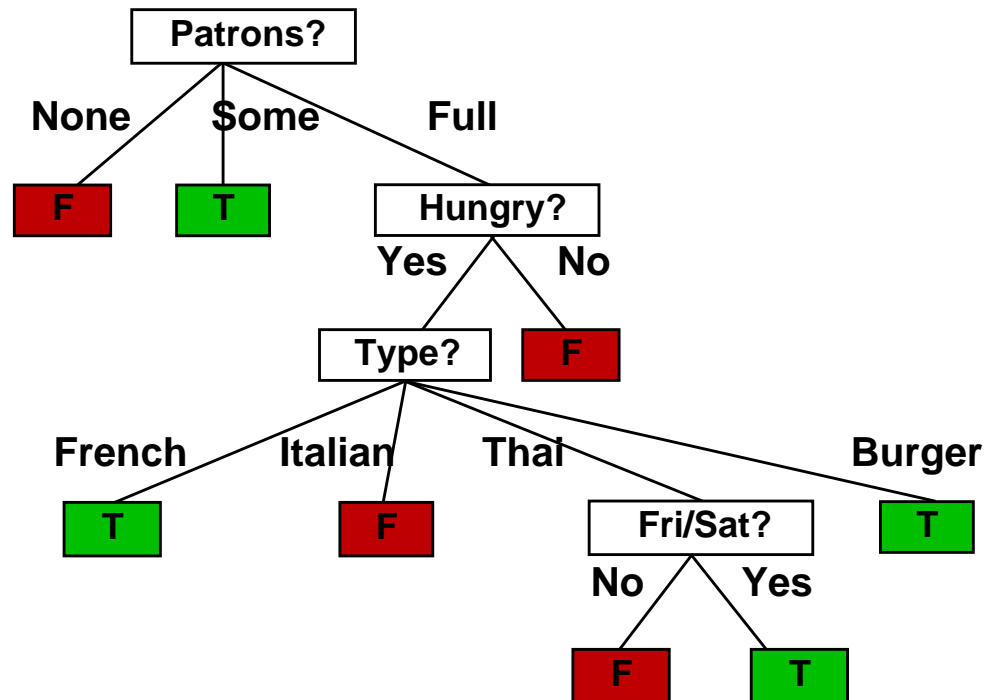 Patrons?
None Some Full
F T Hungry?
Yes No
Type? F
French Italian Thai Burger
T F Fri/Sat? T
No Yes
F T